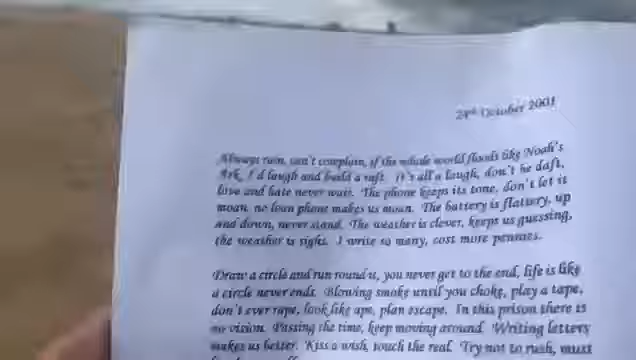 24th October 2001
Always rain, can't complain, if the whole world floods like Noah's
Ark, I'd laugh and build a raft. It's all a laugh, don't be daft,
love and hate never wait. The phone keeps its tone, don't let it
moan, no loan phone makes us moan. The battery is flattery, up
and down, never stand. The weather is clever, keeps us guessing,
the weather is sight. I write so many, cost more pennies.
Draw a circle and run round it, you never get to the end, life is like
a circle never ends. Blowing smoke until you choke, play a tape,
don't ever rape, look like ape, plan escape. In this prison there is
no vision. Passing the time, keep moving around. Writing letters
makes us better. Kiss a wish, touch the real. Try not to rush, must